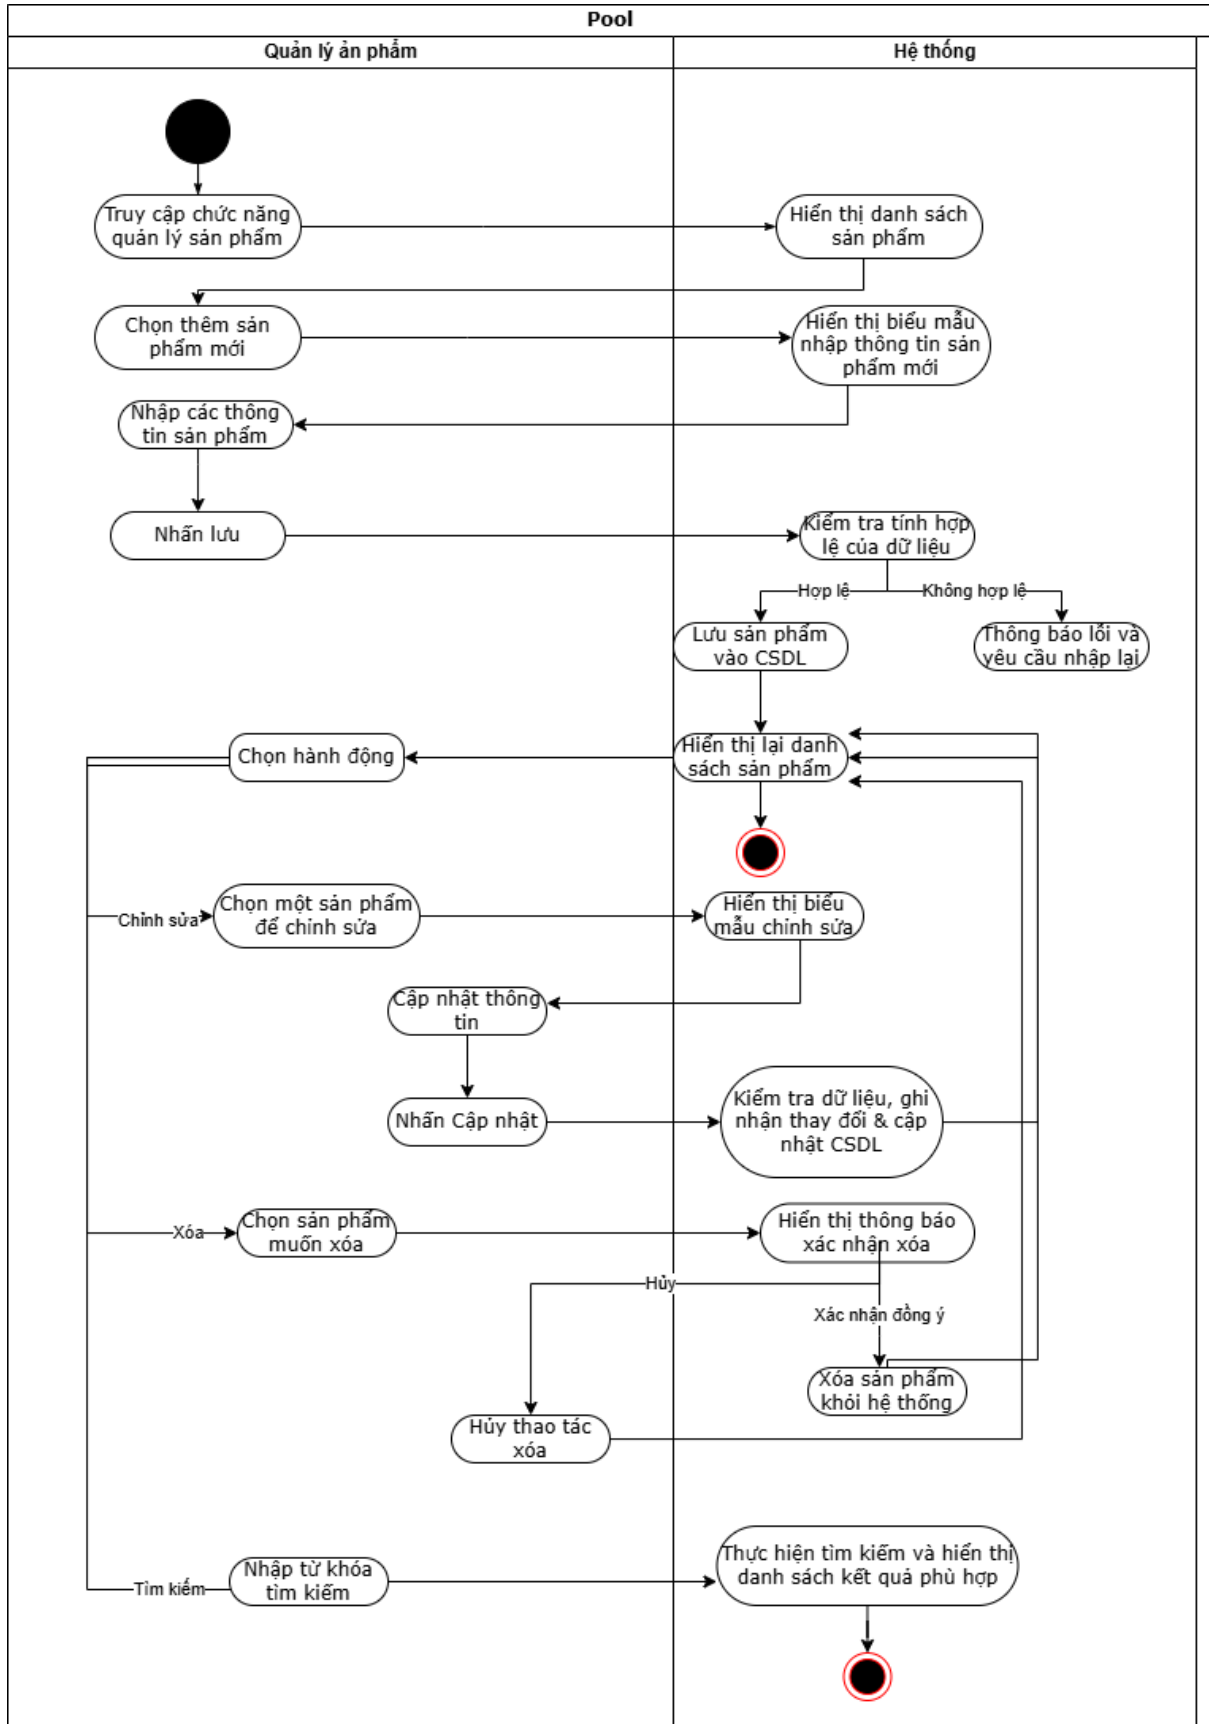 Pool
Quản lý ản phẩm
Hệ thống
Truy cập chức năng
quản lý sản phẩm
Hiển thị danh sách
sản phẩm
Chọn thêm sản
phẩm mới
Hiển thị biểu mẫu
nhập thông tin sản
phẩm mới
Nhập các thông
tin sản phẩm
Nhấn lưu
Kiểm tra tính hợp
lệ của dữ liệu
Hợp lệ
Không hợp lệ
Lưu sản phẩm
vào CSDL
Thông báo lỗi và
yêu cầu nhập lại
Chọn hành động
Hiển thị lại danh
sách sản phẩm
Chỉnh sửa
Chọn một sản phẩm
để chỉnh sửa
Hiển thị biểu
mẫu chỉnh sửa
Cập nhật thông
tin
Nhấn Cập nhật
Kiểm tra dữ liệu, ghi
nhận thay đổi & cập
nhật CSDL
Xóa
Chọn sản phẩm
muốn xóa
Hiển thị thông báo
xác nhận xóa
Hủy
Xác nhận đồng ý
Xóa sản phẩm
khỏi hệ thống
Hủy thao tác
xóa
Tìm kiếm
Nhập từ khóa
tìm kiếm
Thực hiện tìm kiếm và hiển thị
danh sách kết quả phù hợp